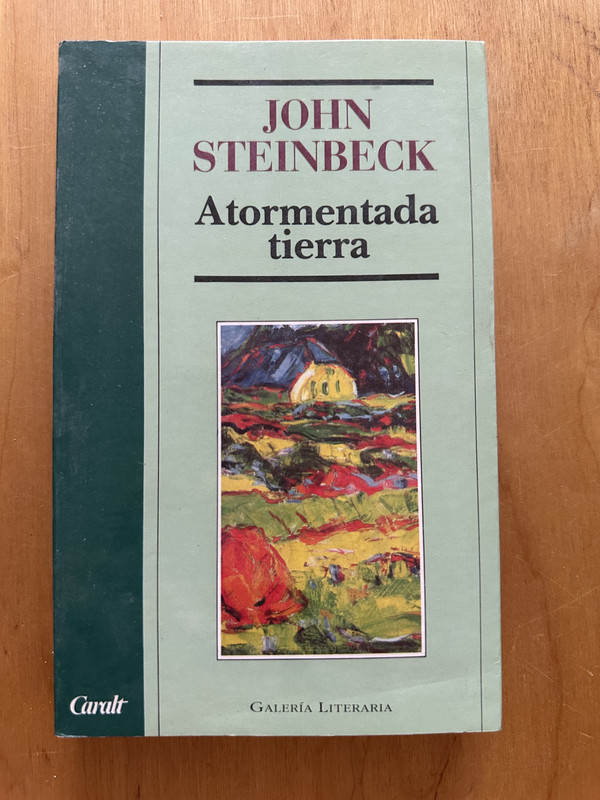 JOHN
STEINBECK
Atormentada
tierra
Caralt
GALERÍA LITERARIA